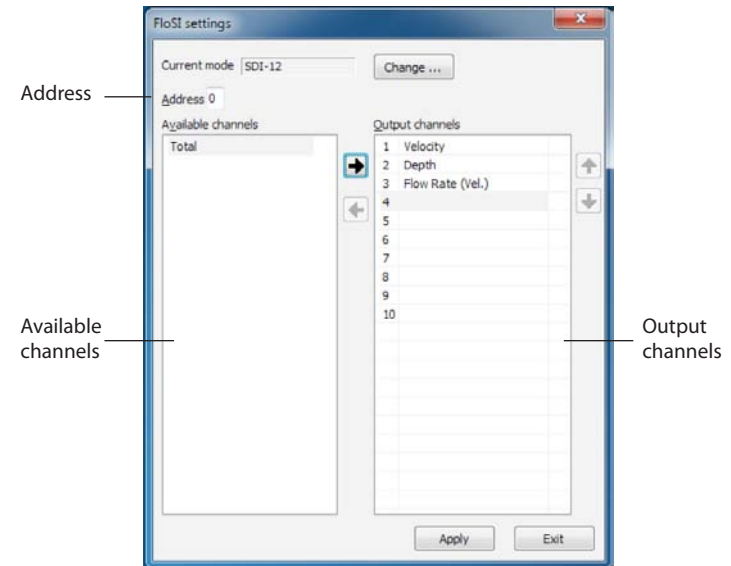 FloSI settings
Current mode SDI-12
Change ...
Address
Address 0
Available channels
Output channels
Total
1 Velocity
2 Depth
3 Flow Rate (Vel.)
4
5
6
7
8
9
10
Available
channels
Output
channels
Apply
Exit